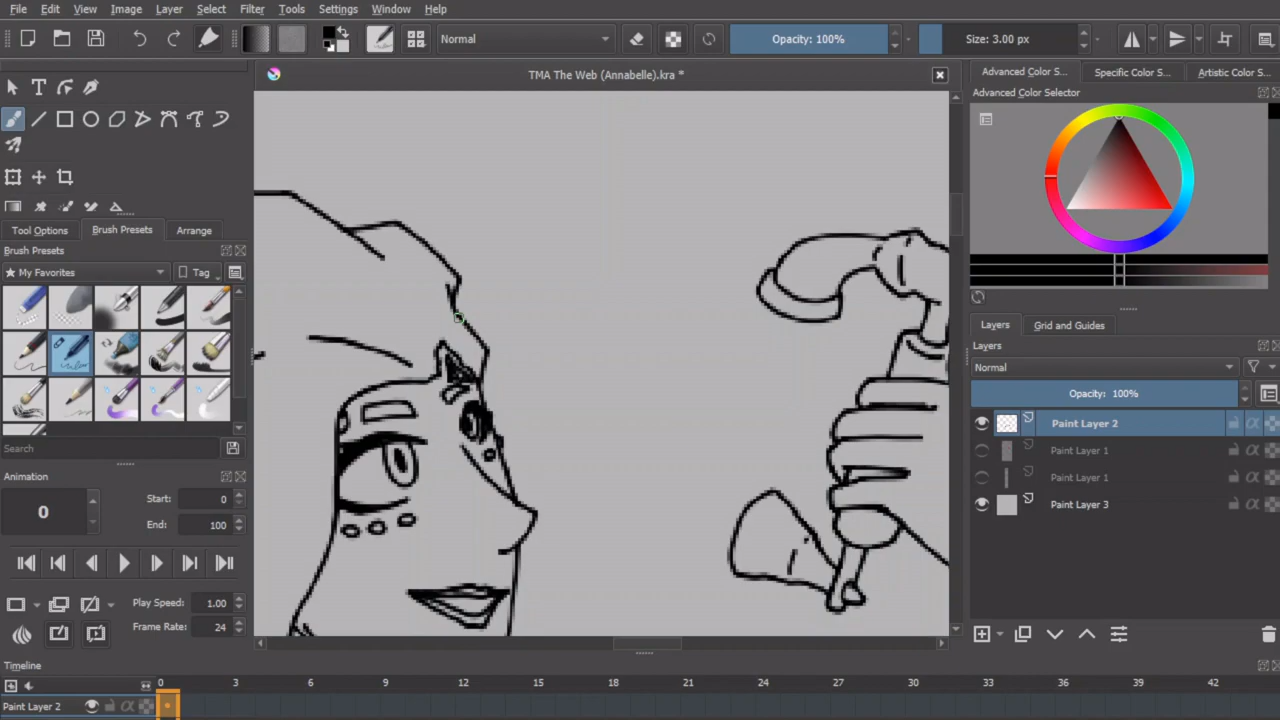 File Edit View Image Layer Select Filter Tools Settings Window Help
Normal Opacity: 100% Size: 3.00 px
TMA The Web (Annabelle).kra *
Advanced Color S... Specific Color S... Artistic Color S...
Advanced Color Selector
Tool Options Brush Presets Arrange
Brush Presets
My Favorites Tag
Search
Animation
0 Start: 0
End: 100
Play Speed: 1.00
Frame Rate: 24
Layers Grid and Guides
Layers
Normal
Opacity: 100%
Paint Layer 2
Paint Layer 1
Paint Layer 1
Paint Layer 3
Timeline
0 3 6 9 12 15 18 21 24 27 30 33 36 39 42
Paint Layer 2